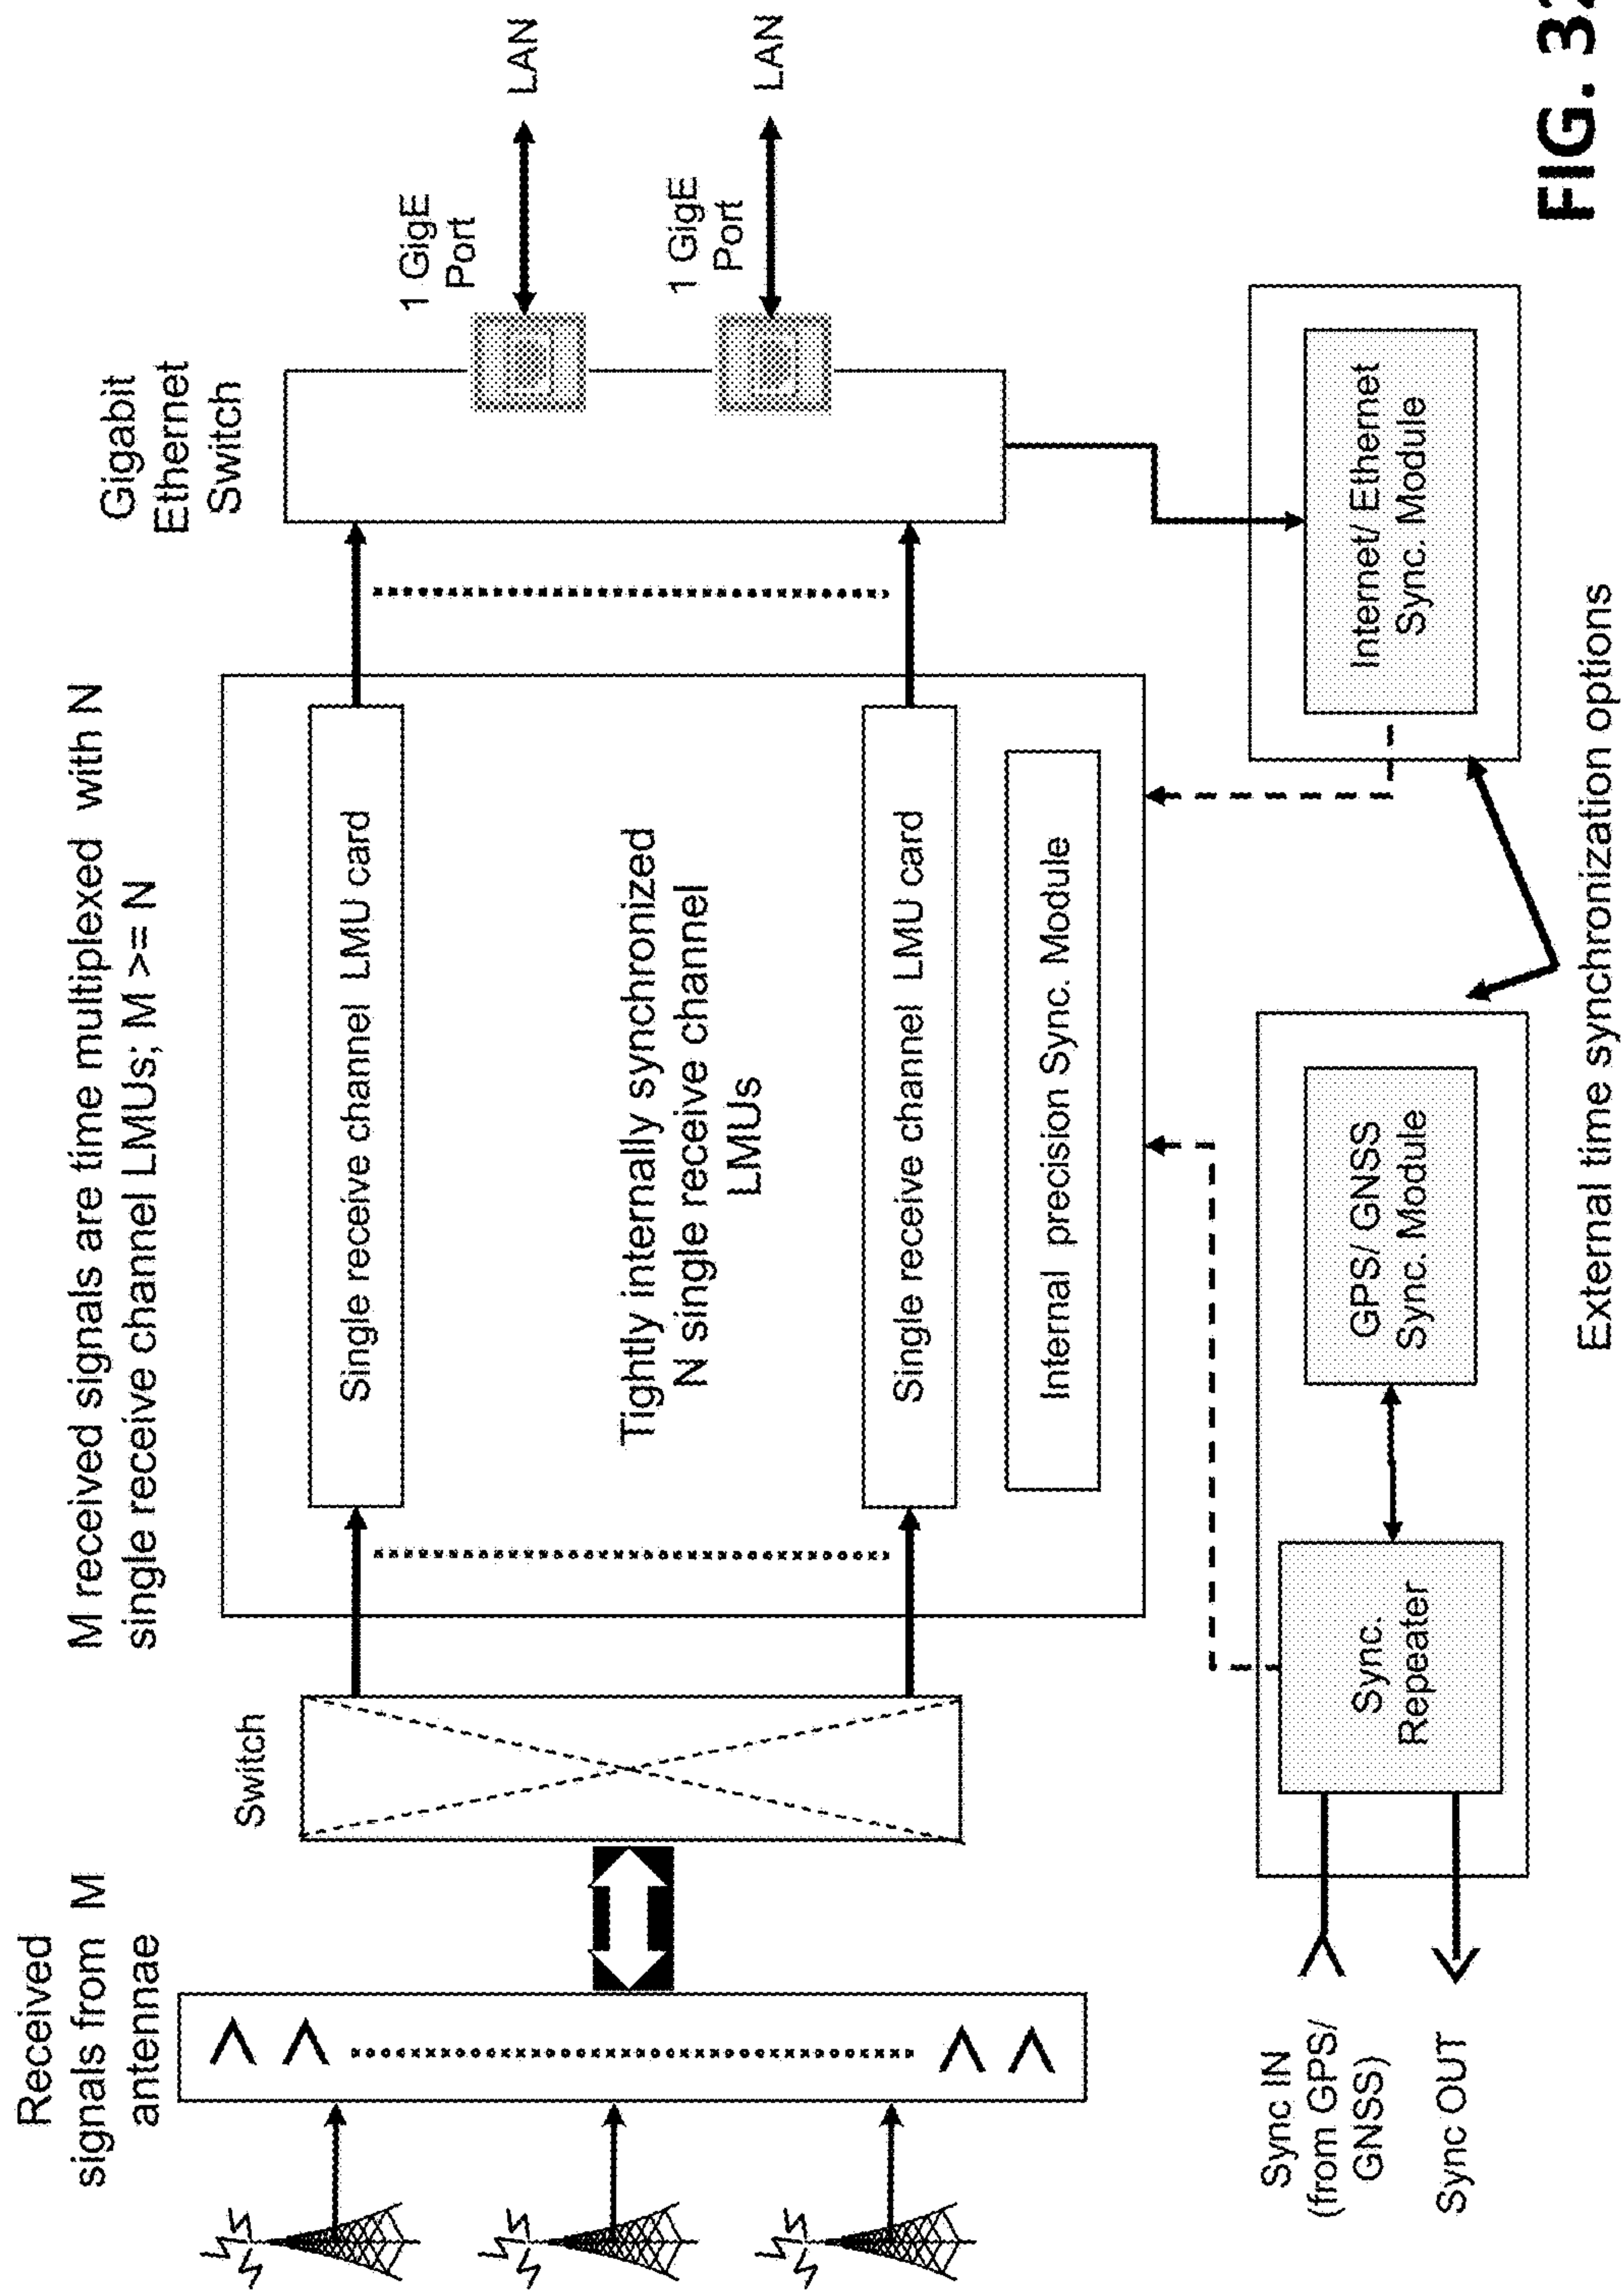 Received
signals from M
antennae
M received signals are time multiplexed with N
single receive channel LMUs; M >= N
Gigabit
Ethernet
Switch
Switch
Single receive channel LMU card
Tightly internally synchronized
N single receive channel
LMUs
Single receive channel LMU card
Internal precision Sync. Module
1 GigE
Port
LAN
1 GigE
Port
LAN
Sync IN
(from GPS/
GNSS)
Sync OUT
Sync.
Repeater
GPS/ GNSS
Sync. Module
Internet/ Ethernet
Sync. Module
External time synchronization options
FIG. 32